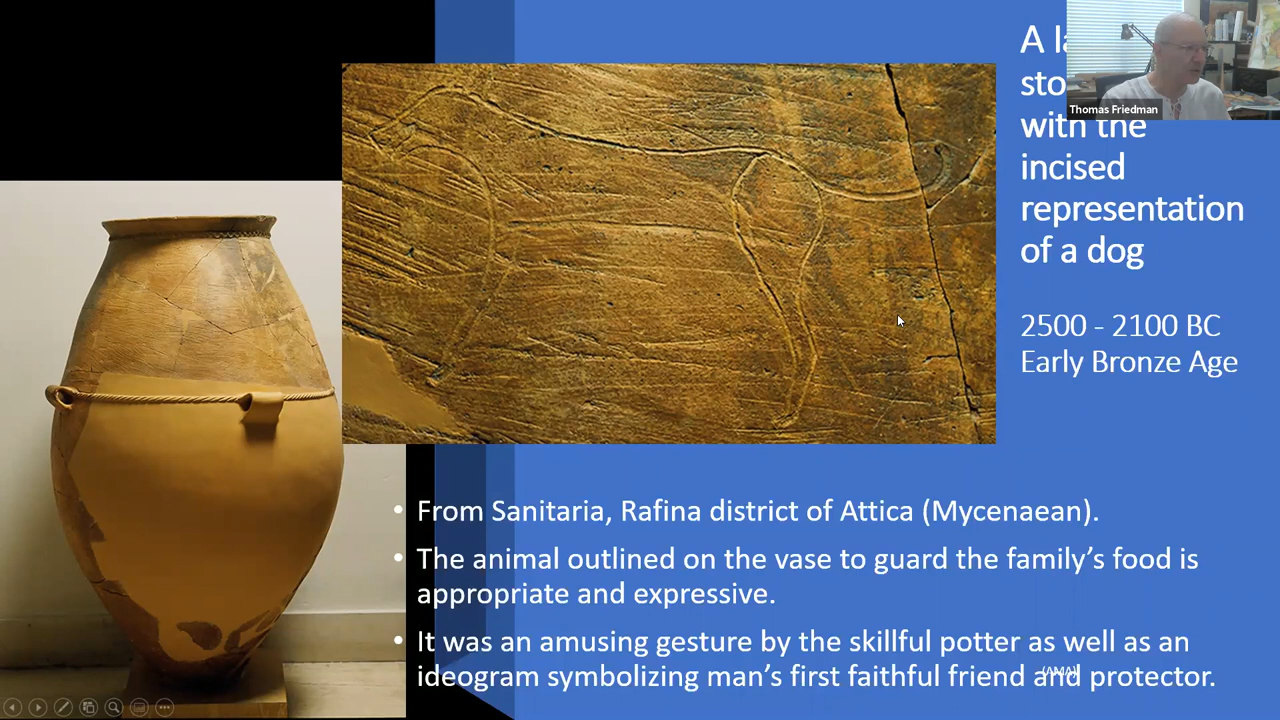 A
sto
with the
incised
representation
of a dog
Thomas Friedman
2500 - 2100 BC
Early Bronze Age
• From Sanitaria, Rafina district of Attica (Mycenaean).
• The animal outlined on the vase to guard the family’s food is
appropriate and expressive.
• It was an amusing gesture by the skillful potter as well as an
ideogram symbolizing man’s first faithful friend and protector.
(AMA)